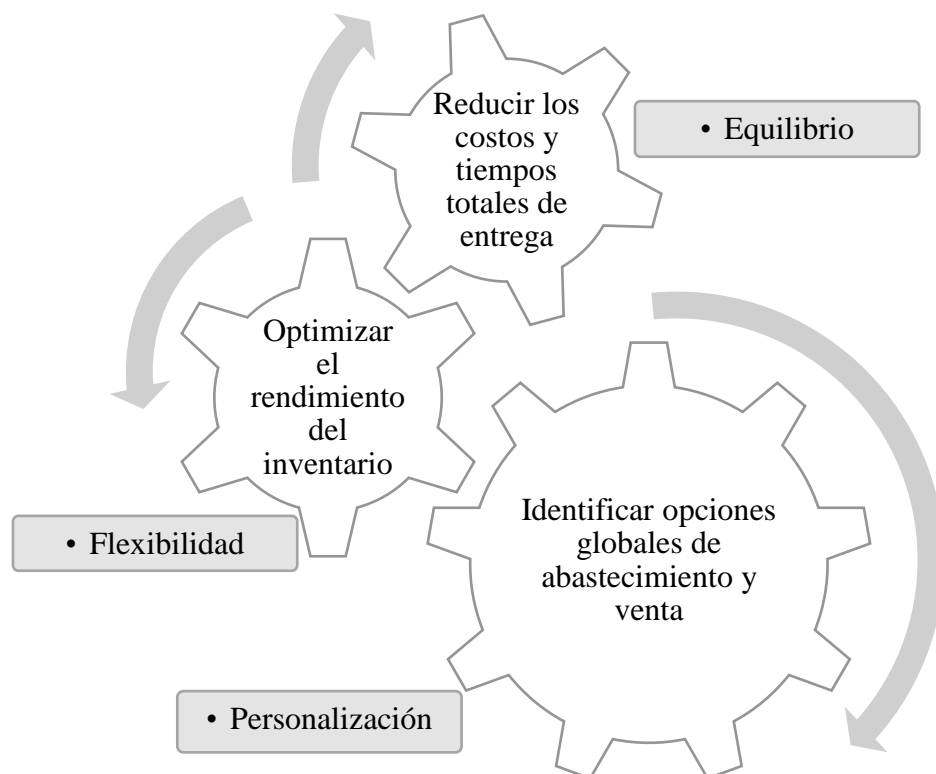 Reducir los
costos y
tiempos
totales de
entrega
• Equilibrio
Optimizar
el
rendimiento
del
inventario
• Flexibilidad
Identificar opciones
globales de
abastecimiento y
venta
• Personalización